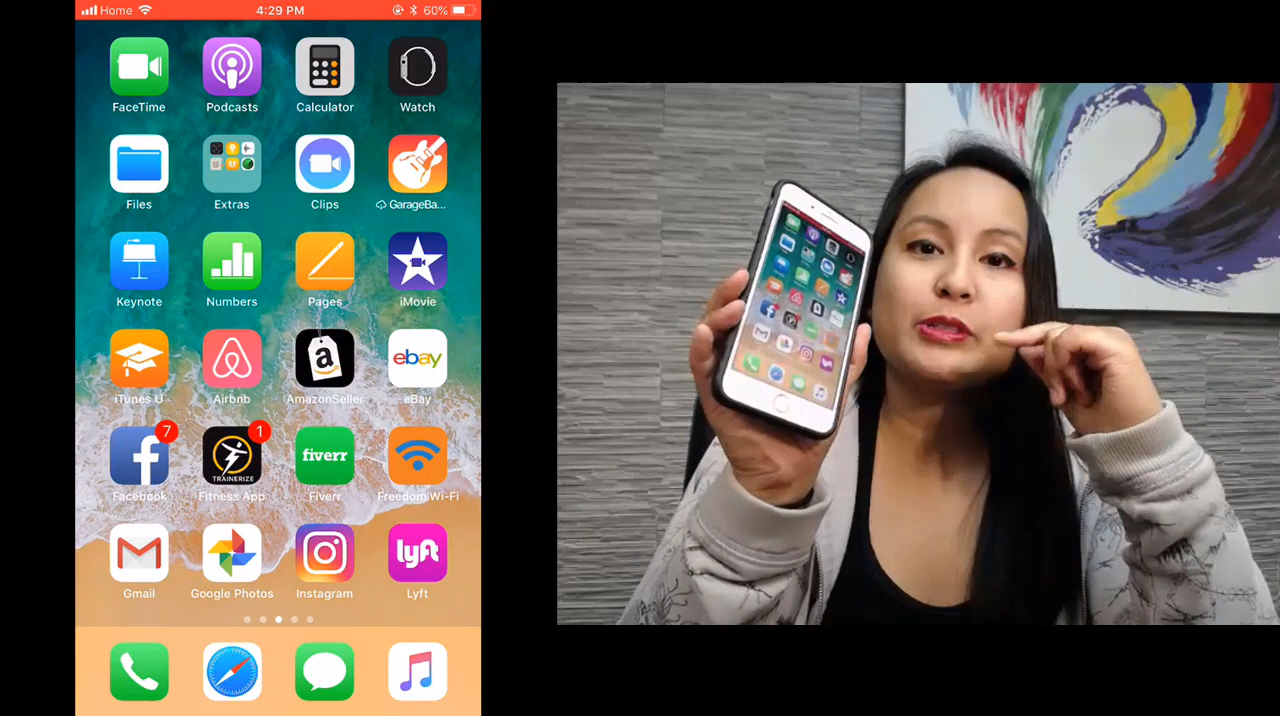 Home 4:29 PM 60%
FaceTime Podcasts Calculator Watch
Files Extras Clips GarageBa...
Keynote Numbers Pages iMovie
a ebay
iTunes U Airbnb AmazonSeller eBay
7 1
f TRAINERIZE fiverr
Facebook Fitness App Fiverr Freedom Wi-Fi
lyft
Gmail Google Photos Instagram Lyft